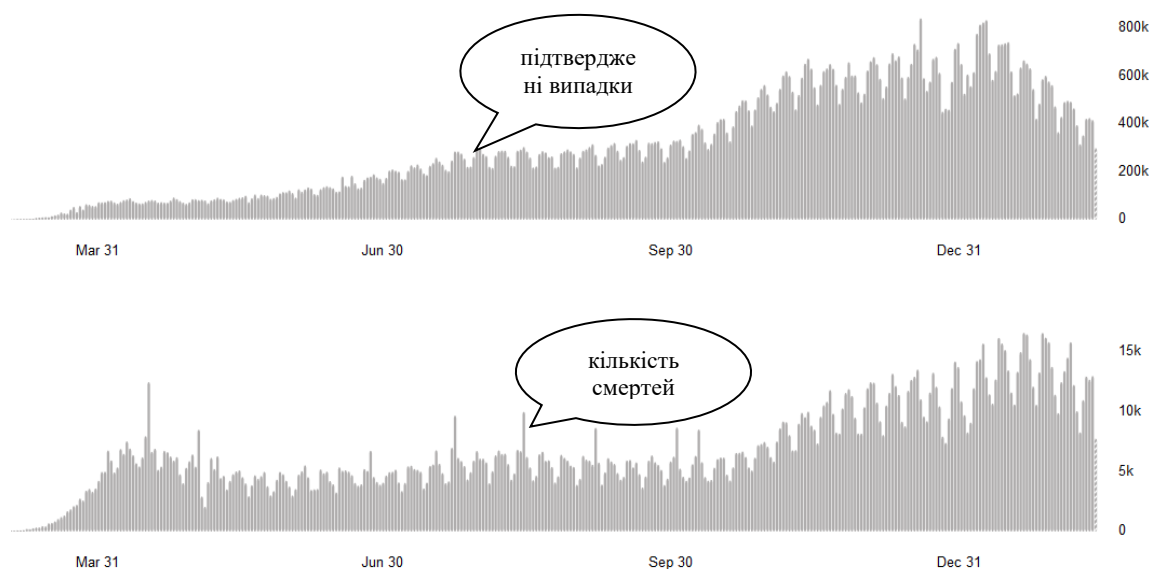 800k
підтвердже
ні випадки
600k
400k
200k
0
Mar 31 Jun 30 Sep 30 Dec 31
15k
кількість
смертей
10k
5k
0
Mar 31 Jun 30 Sep 30 Dec 31